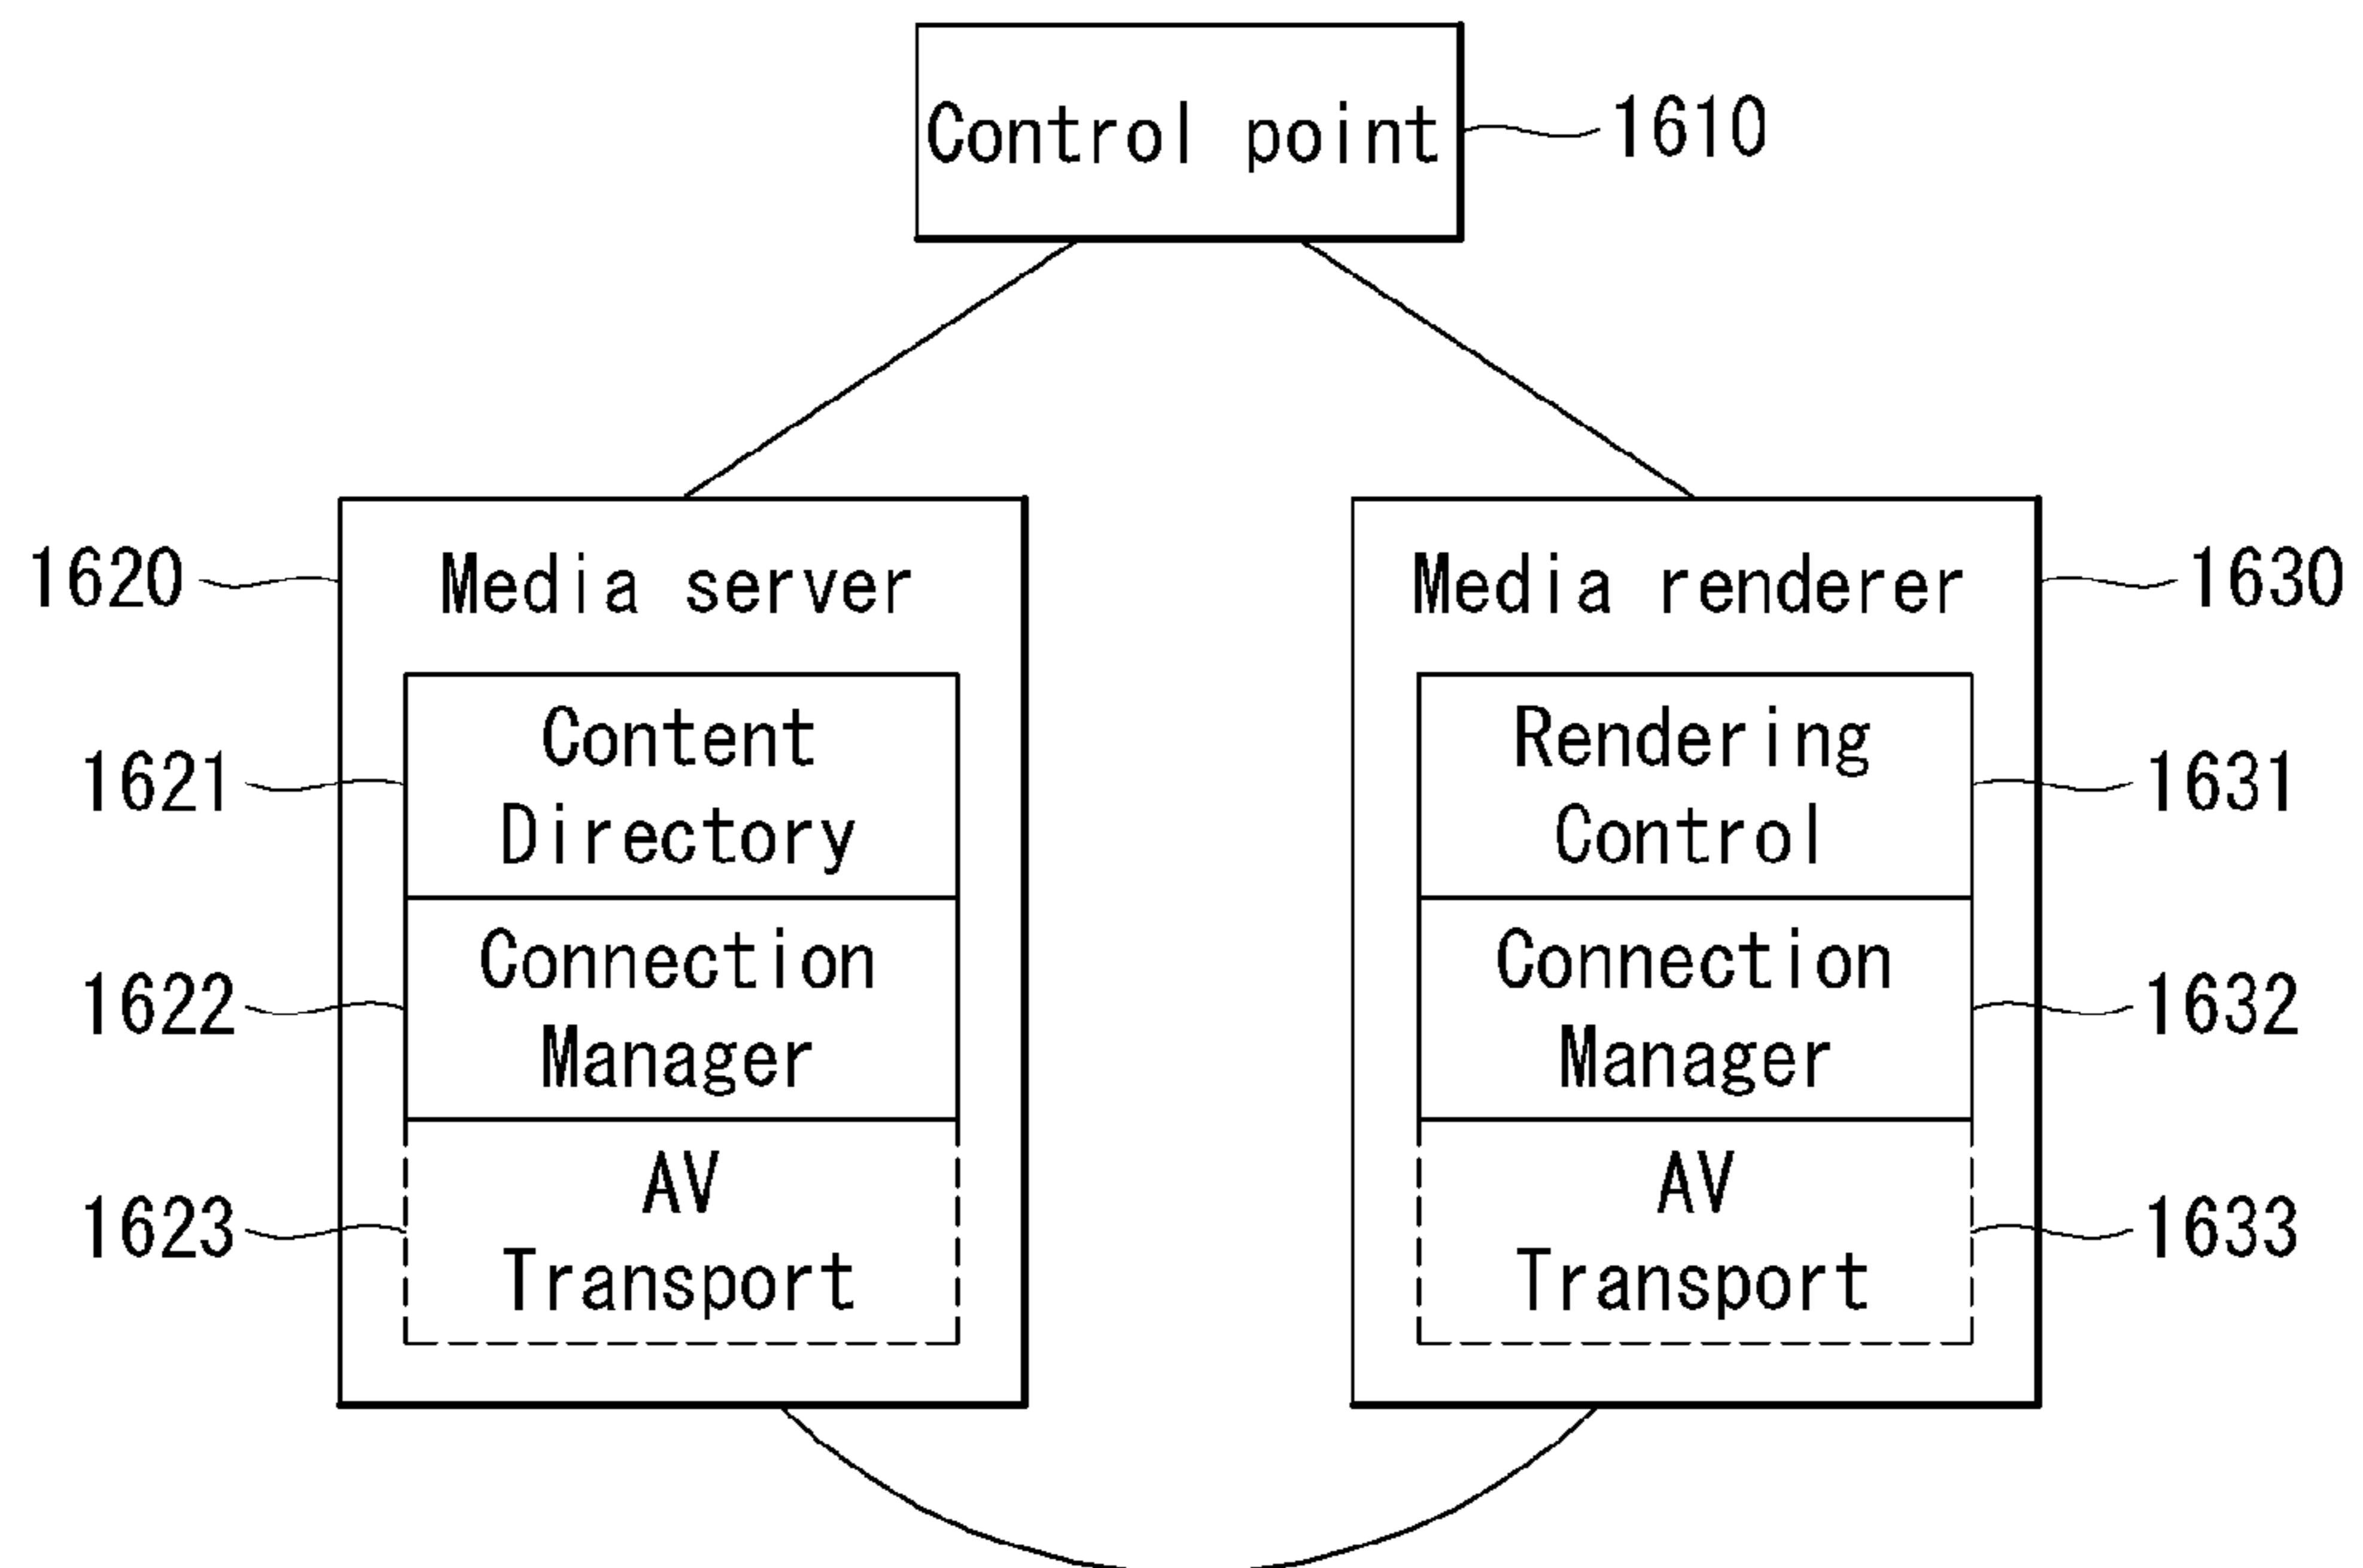 Control point
1610
1620
Media server
Media renderer
1630
1621
Content
Directory
Rendering
Control
1631
1622
Connection
Manager
Connection
Manager
1632
1623
AV
Transport
AV
Transport
1633